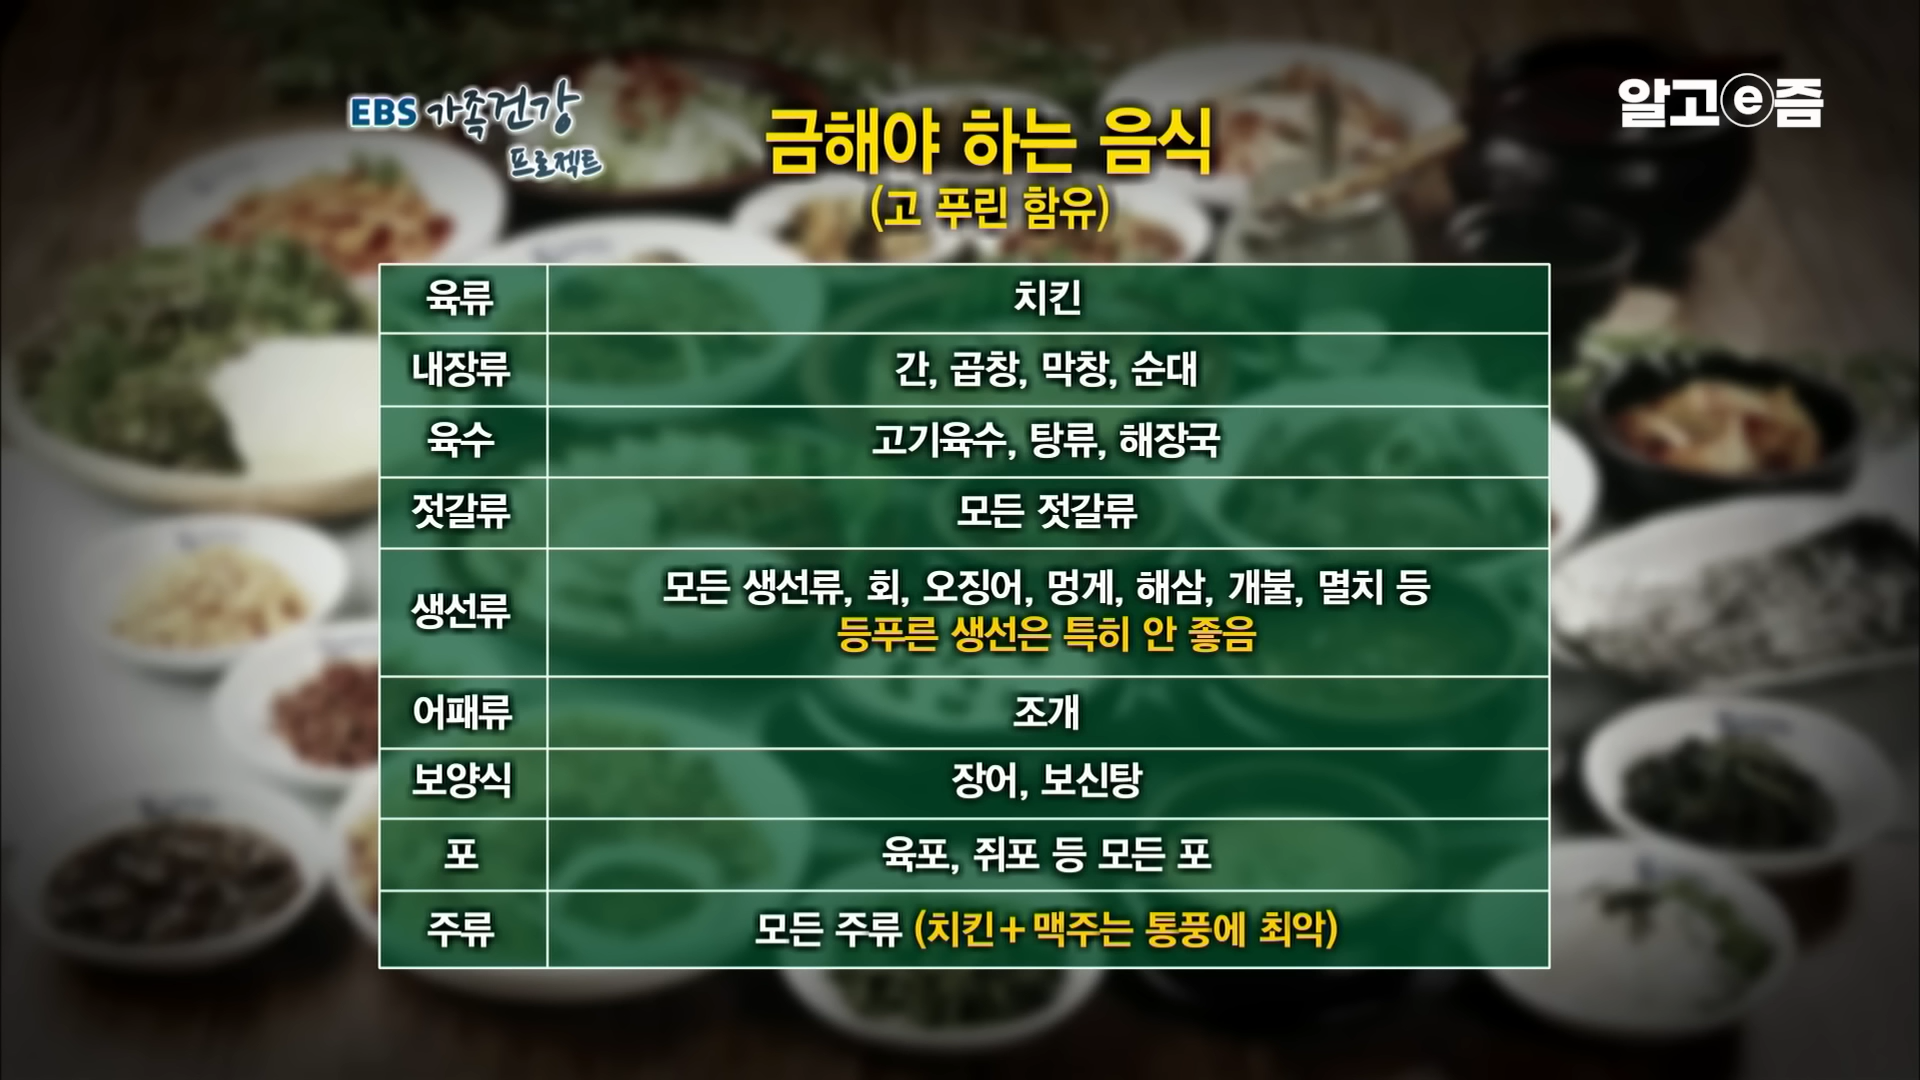 EBS 가족건강
프로젝트
알고ⓔ즘
금해야 하는 음식
(고 푸린 함유)
육류 치킨
내장류 간, 곱창, 막창, 순대
육수 고기육수, 탕류, 해장국
젓갈류 모든 젓갈류
생선류 모든 생선류, 회, 오징어, 멍게, 해삼, 개불, 멸치 등
등푸른 생선은 특히 안 좋음
어패류 조개
보양식 장어, 보신탕
포 육포, 쥐포 등 모든 포
주류 모든 주류 (치킨+맥주는 통풍에 최악)